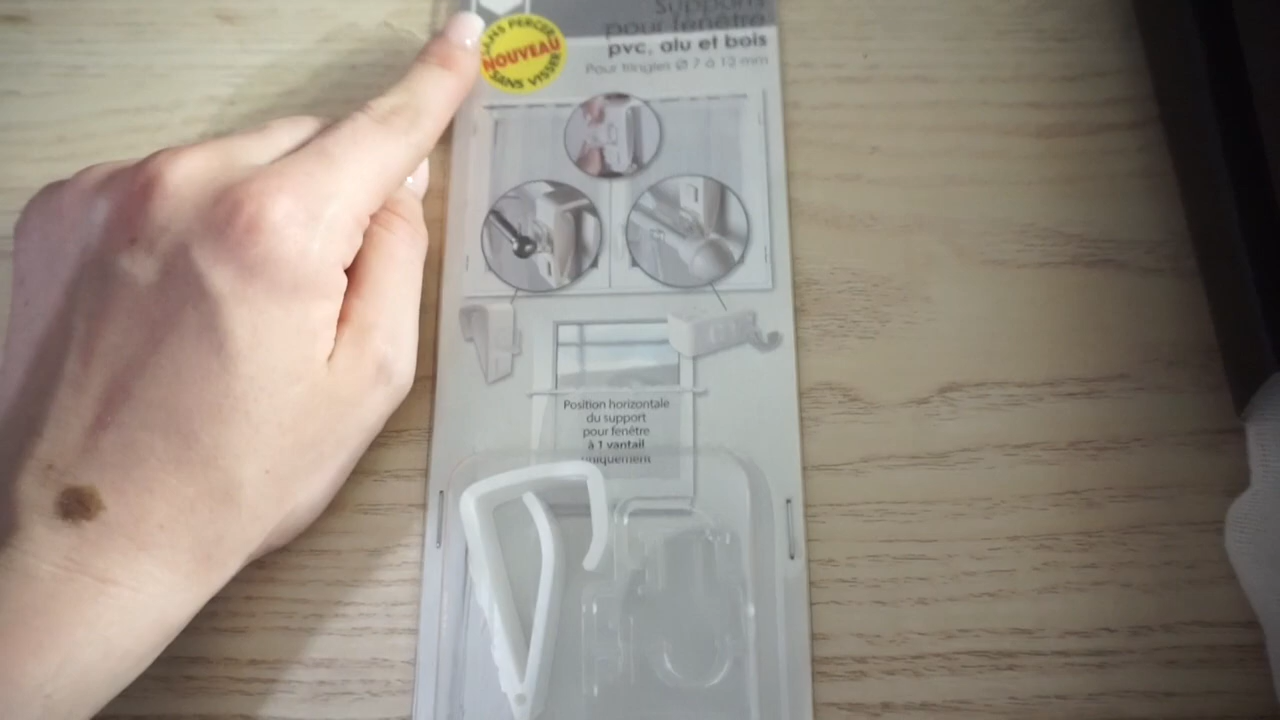 Supports
pour fenêtre
pvc, alu et bois
Pour tringles Ø 7 à 12 mm
SANS PERCER
NOUVEAU
SANS VISSER
Position horizontale
du support
pour fenêtre
à 1 vantail
uniquement